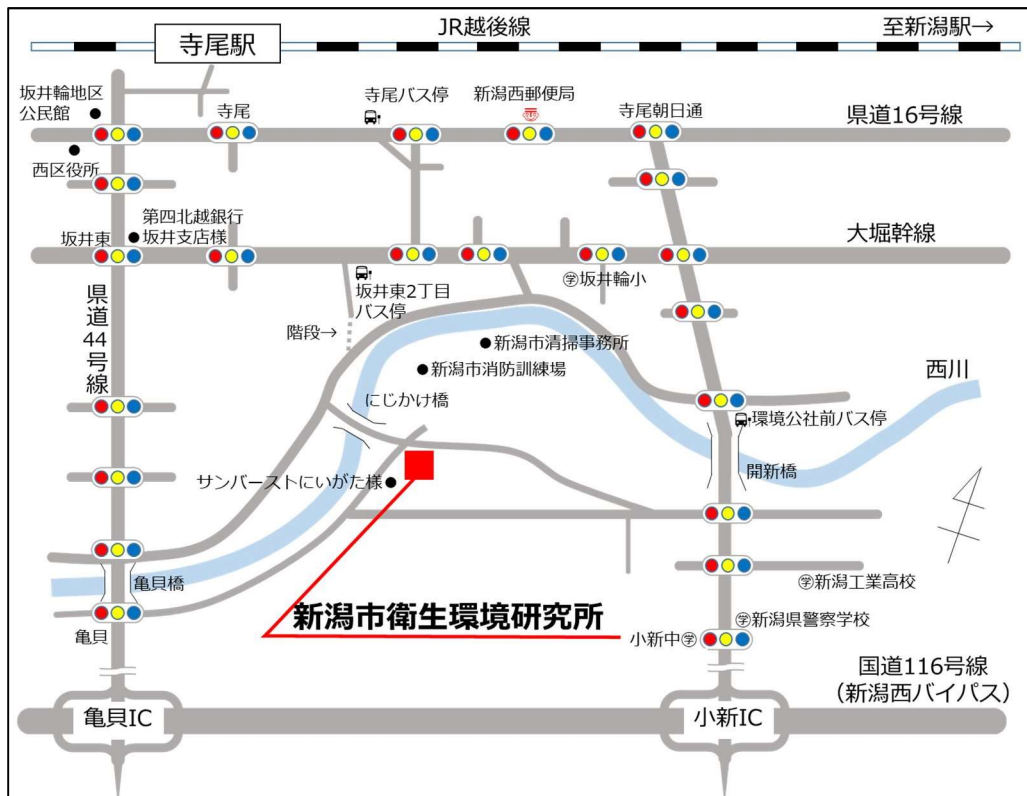 JR越後線
至新潟駅→
寺尾駅
坂井輪地区
公民館
寺尾
寺尾バス停
新潟西郵便局
寺尾朝日通
県道16号線
西区役所
第四北越銀行
坂井支店様
坂井東
大堀幹線
㊫坂井輪小
坂井東2丁目
バス停
階段→
県道44号線
新潟市清掃事務所
新潟市消防訓練場
西川
にじかけ橋
環境公社前バス停
開新橋
サンバーストにいがた様
亀貝橋
㊫新潟工業高校
新潟市衛生環境研究所
㊫新潟県警察学校
亀貝
小新中㊫
国道116号線
(新潟西バイパス)
亀貝IC
小新IC